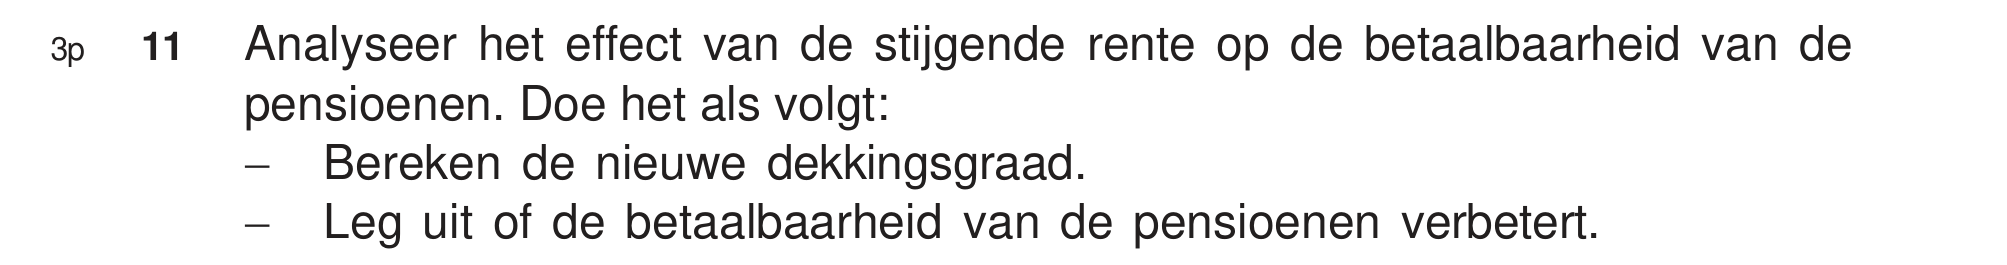 3p 11 Analyseer het effect van de stijgende rente op de betaalbaarheid van de
pensioenen. Doe het als volgt:
− Bereken de nieuwe dekkingsgraad.
− Leg uit of de betaalbaarheid van de pensioenen verbetert.